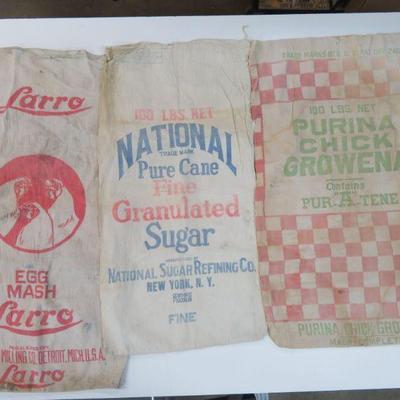 Larro
EGG
MASH
Larro
MILLING CO. DETROIT, MICH. U.S.A.
Larro
100 LBS. NET
NATIONAL
TRADE MARK
Pure Cane
Fine
Granulated
Sugar
NATIONAL SUGAR REFINING CO.
NEW YORK, N.Y.
FINE
100 LBS. NET
PURINA
CHICK
GROWENA
Contains
PUR-A-TENE
PURINA CHICK GRO